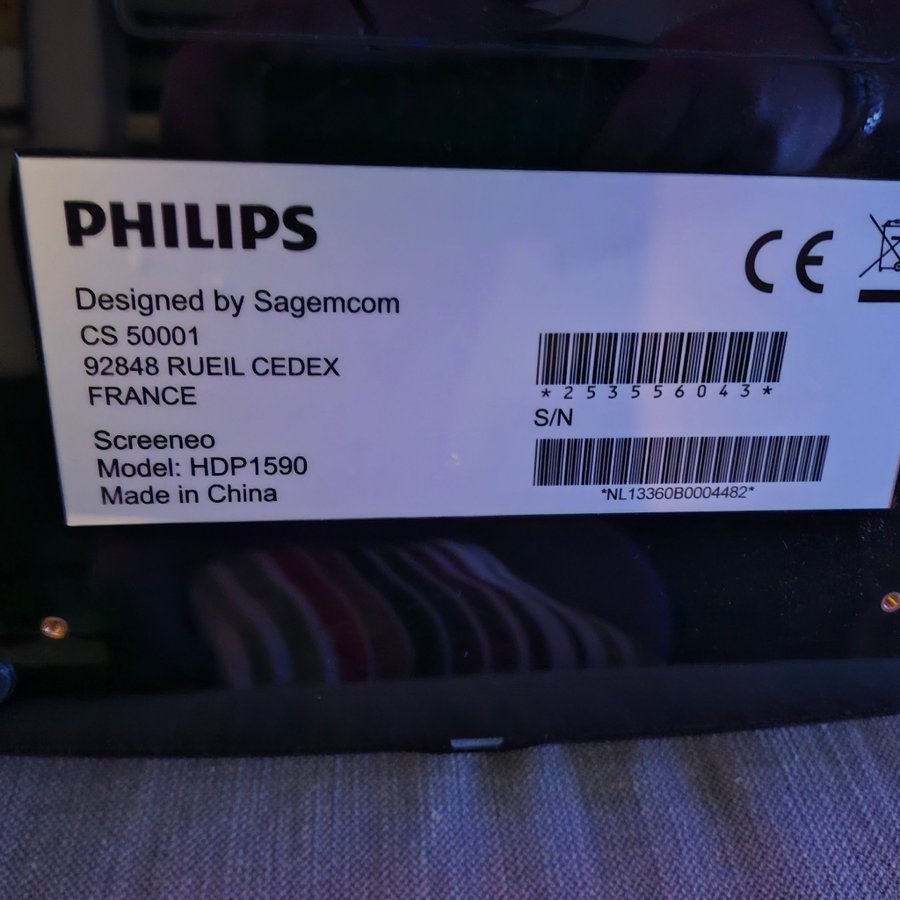 PHILIPS
Designed by Sagemcom
CS 50001
92848 RUEIL CEDEX
FRANCE
Screeneo
Model: HDP1590
Made in China
CE
*253556043*
S/N
*NL13360B0004482*